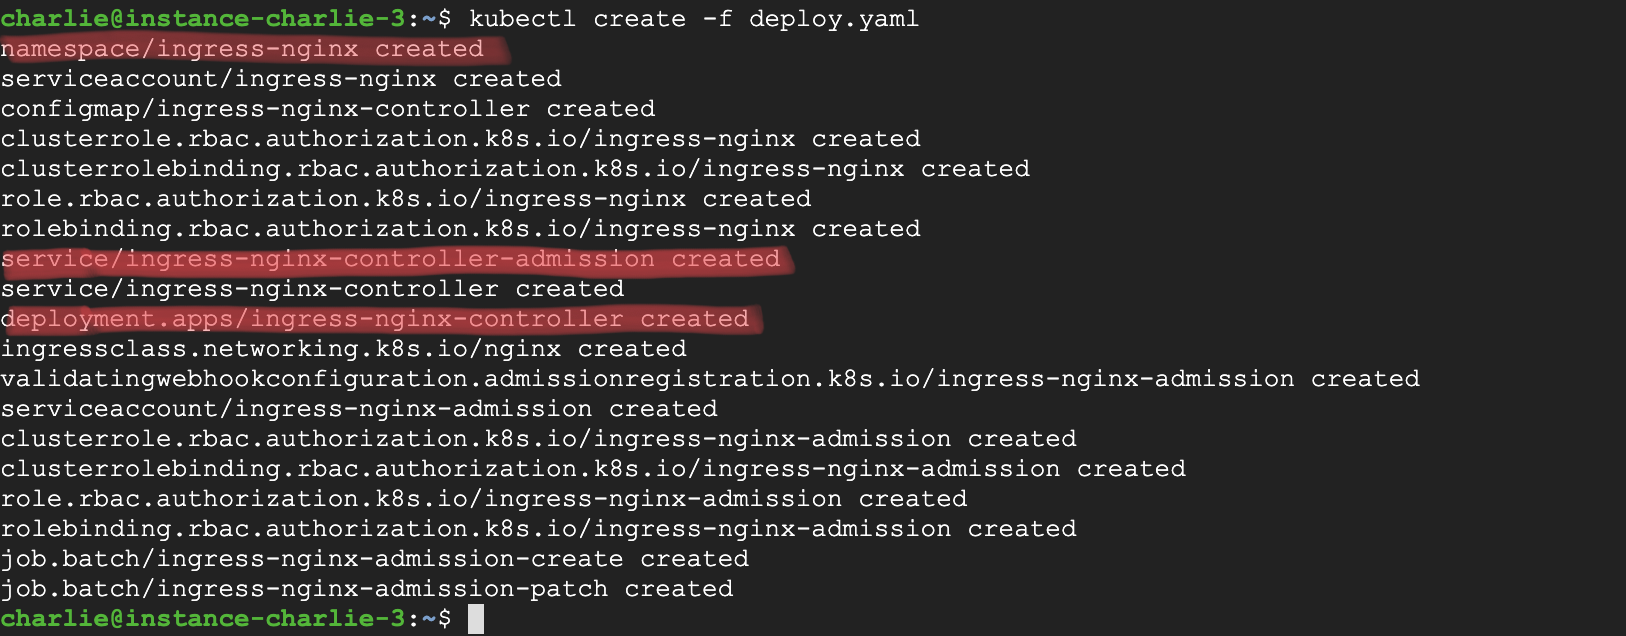 charlie@instance-charlie-3:~$ kubectl create -f deploy.yaml
namespace/ingress-nginx created
serviceaccount/ingress-nginx created
configmap/ingress-nginx-controller created
clusterrole.rbac.authorization.k8s.io/ingress-nginx created
clusterrolebinding.rbac.authorization.k8s.io/ingress-nginx created
role.rbac.authorization.k8s.io/ingress-nginx created
rolebinding.rbac.authorization.k8s.io/ingress-nginx created
service/ingress-nginx-controller-admission created
service/ingress-nginx-controller created
deployment.apps/ingress-nginx-controller created
ingressclass.networking.k8s.io/nginx created
validatingwebhookconfiguration.admissionregistration.k8s.io/ingress-nginx-admission created
serviceaccount/ingress-nginx-admission created
clusterrole.rbac.authorization.k8s.io/ingress-nginx-admission created
clusterrolebinding.rbac.authorization.k8s.io/ingress-nginx-admission created
role.rbac.authorization.k8s.io/ingress-nginx-admission created
rolebinding.rbac.authorization.k8s.io/ingress-nginx-admission created
job.batch/ingress-nginx-admission-create created
job.batch/ingress-nginx-admission-patch created
charlie@instance-charlie-3:~$